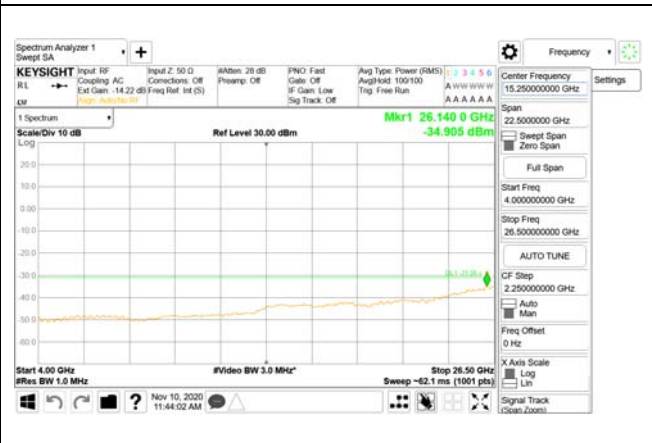 Spectrum Analyzer 1
Swept SA
+
Frequency
KEYSIGHT
RL
Input: RF
Coupling: AC
Ext Gain: -14.22 dB
Align: Auto/No RF
Input Z: 50 Ω
Corrections: Off
Freq Ref: Int (S)
#Atten: 28 dB
Preamp: Off
PNO: Fast
Gate: Off
IF Gain: Low
Sig Track: Off
Avg Type: Power (RMS)
Avg|Hold: 100/100
Trig: Free Run
1 2 3 4 5 6
A W W W W W
A A A A A A
1 Spectrum
Scale/Div 10 dB
Ref Level 30.00 dBm
Mkr1 26.140 0 GHz
-34.905 dBm
Log
20.0
10.0
0.00
-10.0
-20.0
-30.0
-40.0
-50.0
-60.0
Start 4.00 GHz
#Res BW 1.0 MHz
#Video BW 3.0 MHz*
Stop 26.50 GHz
Sweep ~62.1 ms (1001 pts)
Nov 10, 2020
11:44:02 AM
?
Center Frequency
15.250000000 GHz
Settings
Span
22.5000000 GHz
Swept Span
Zero Span
Full Span
Start Freq
4.000000000 GHz
Stop Freq
26.500000000 GHz
AUTO TUNE
CF Step
2.250000000 GHz
Auto
Man
Freq Offset
0 Hz
X Axis Scale
Log
Lin
Signal Track
(Span Zoom)